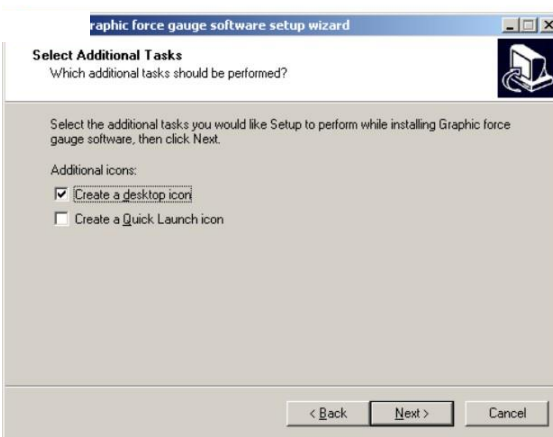 raphic force gauge software setup wizard
Select Additional Tasks
Which additional tasks should be performed?
Select the additional tasks you would like Setup to perform while installing Graphic force
gauge software, then click Next.
Additional icons:
Create a desktop icon
Create a Quick Launch icon
< Back Next > Cancel